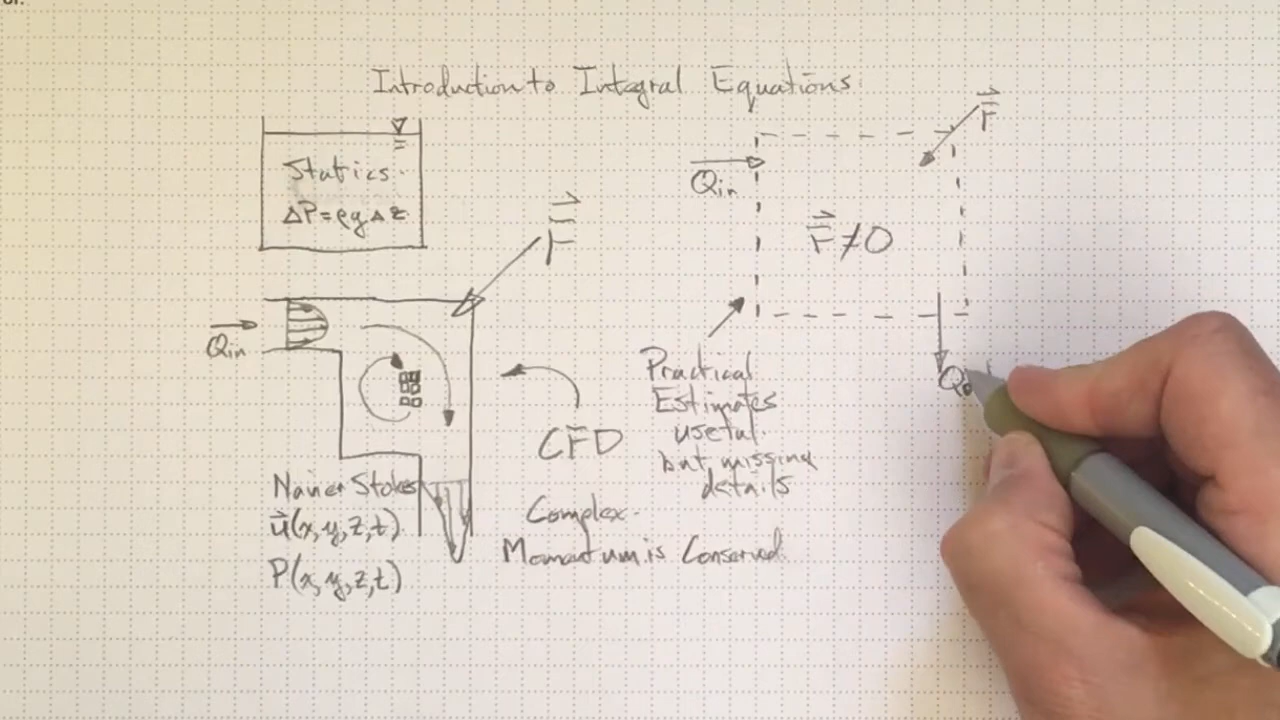 Introduction to Integral Equations
Statics.
ΔP=ρgΔz
F
Qin
Navier Stokes
u(x,y,z,t).
P(x,y,z,t)
CFD
Complex.
Momentum is Conserved.
F
Qin
F≠0
Practical
Estimates
useful.
but missing
details